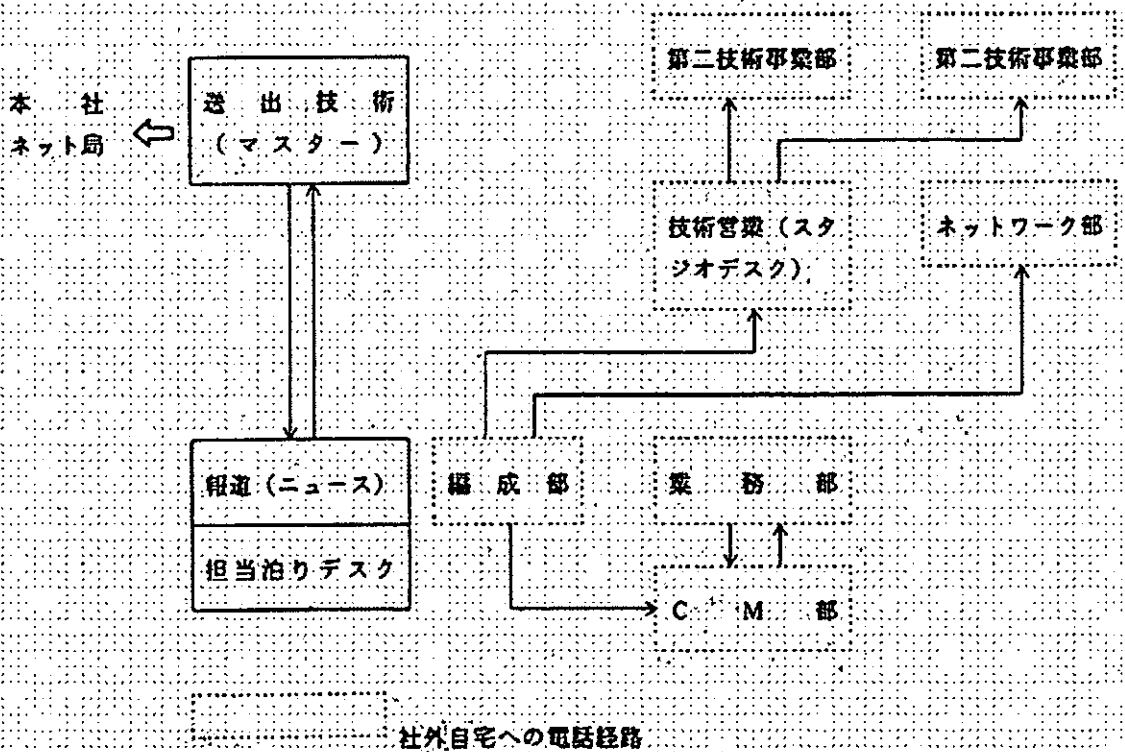 第二技術事業部
第二技術事業部
本社
ネット局
送出技術
(マスター)
技術営業(スタ
ジオデスク)
ネットワーク部
報道(ニュース)
担当泊りデスク
編成部
業務部
CM部
社外自宅への電話経路